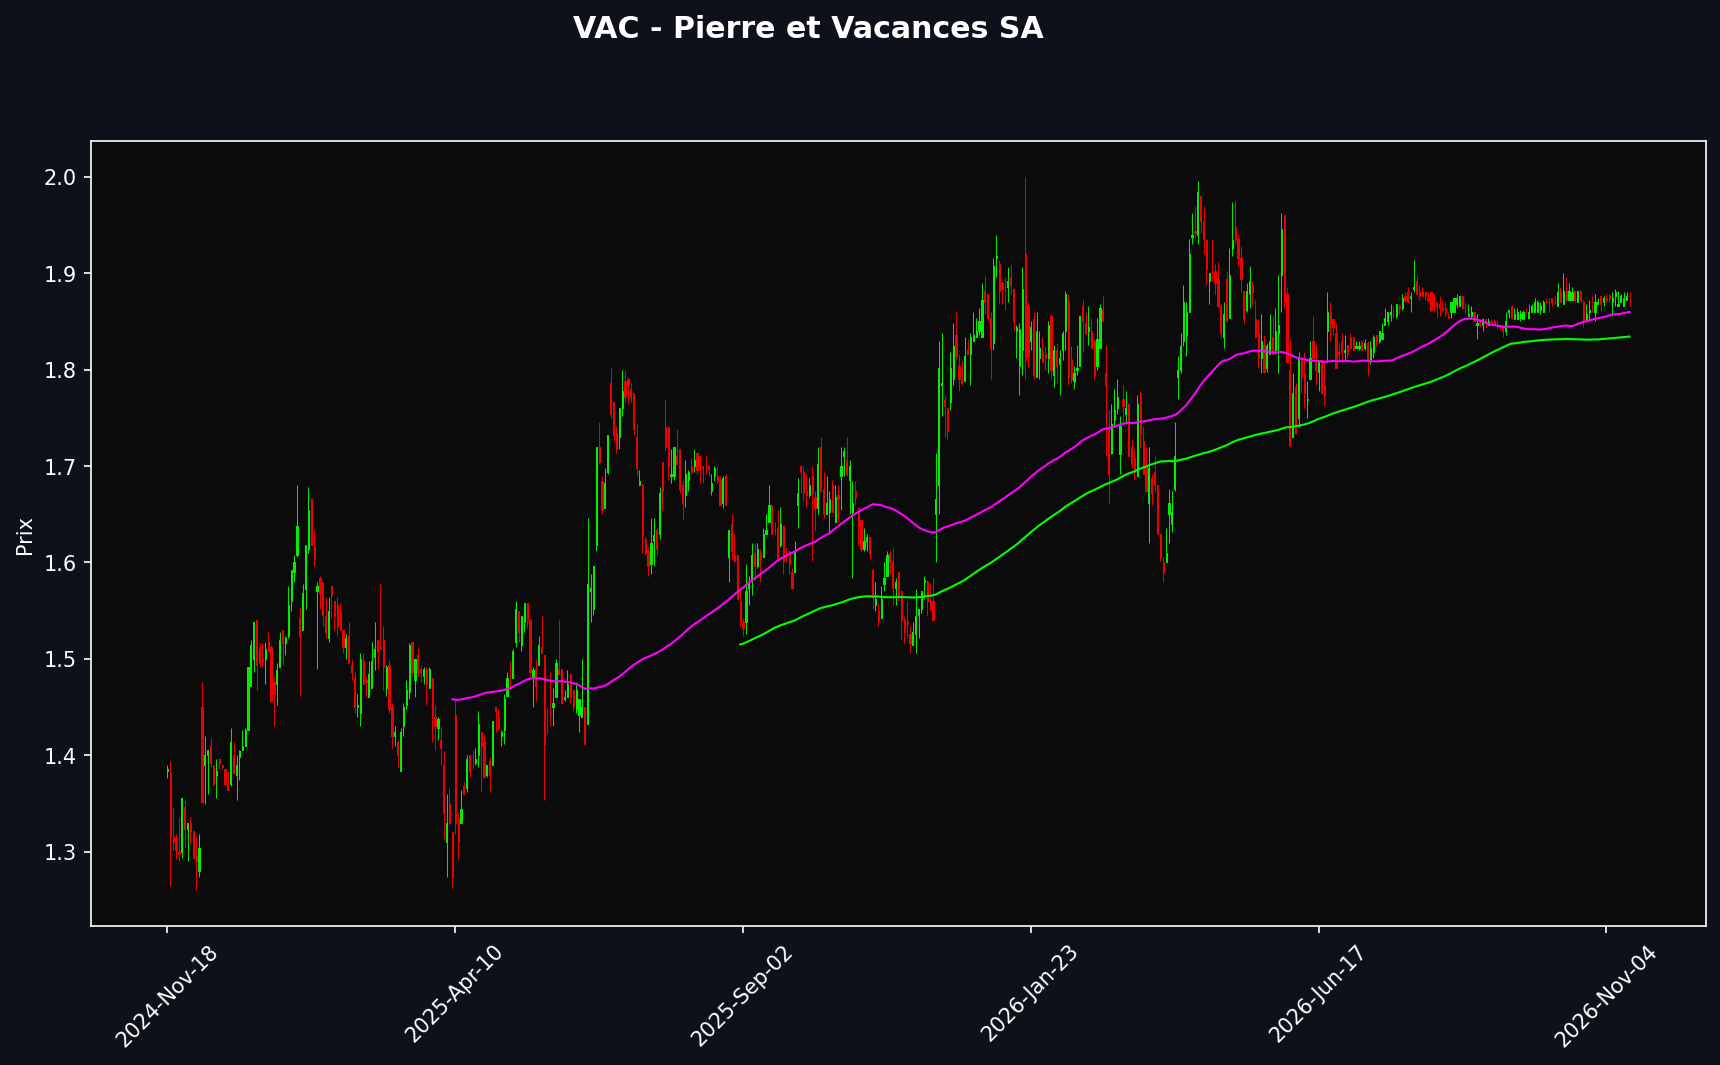 VAC - Pierre et Vacances SA
Prix
2.0
1.9
1.8
1.7
1.6
1.5
1.4
1.3
2024-Nov-18
2025-Apr-10
2025-Sep-02
2026-Jan-23
2026-Jun-17
2026-Nov-04